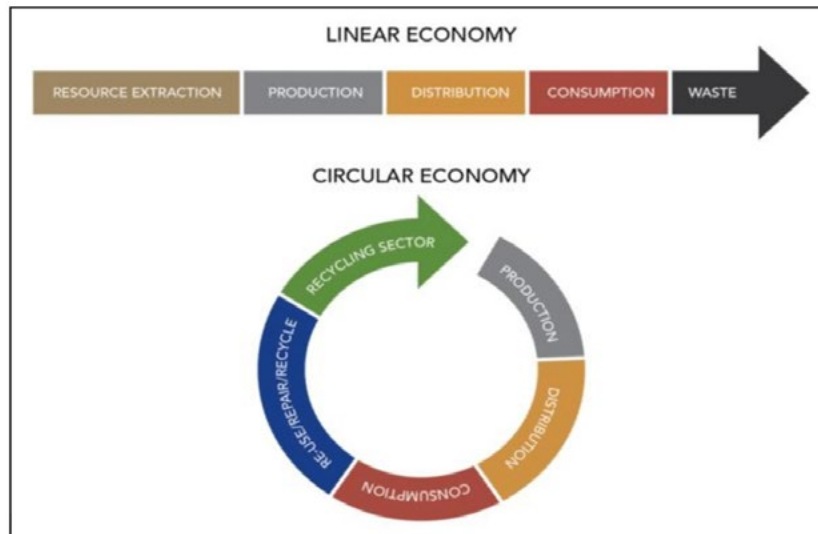 LINEAR ECONOMY
RESOURCE EXTRACTION
PRODUCTION
DISTRIBUTION
CONSUMPTION
WASTE
CIRCULAR ECONOMY
RECYCLING SECTOR
PRODUCTION
DISTRIBUTION
CONSUMPTION
RE-USE/REPAIR/RECYCLE